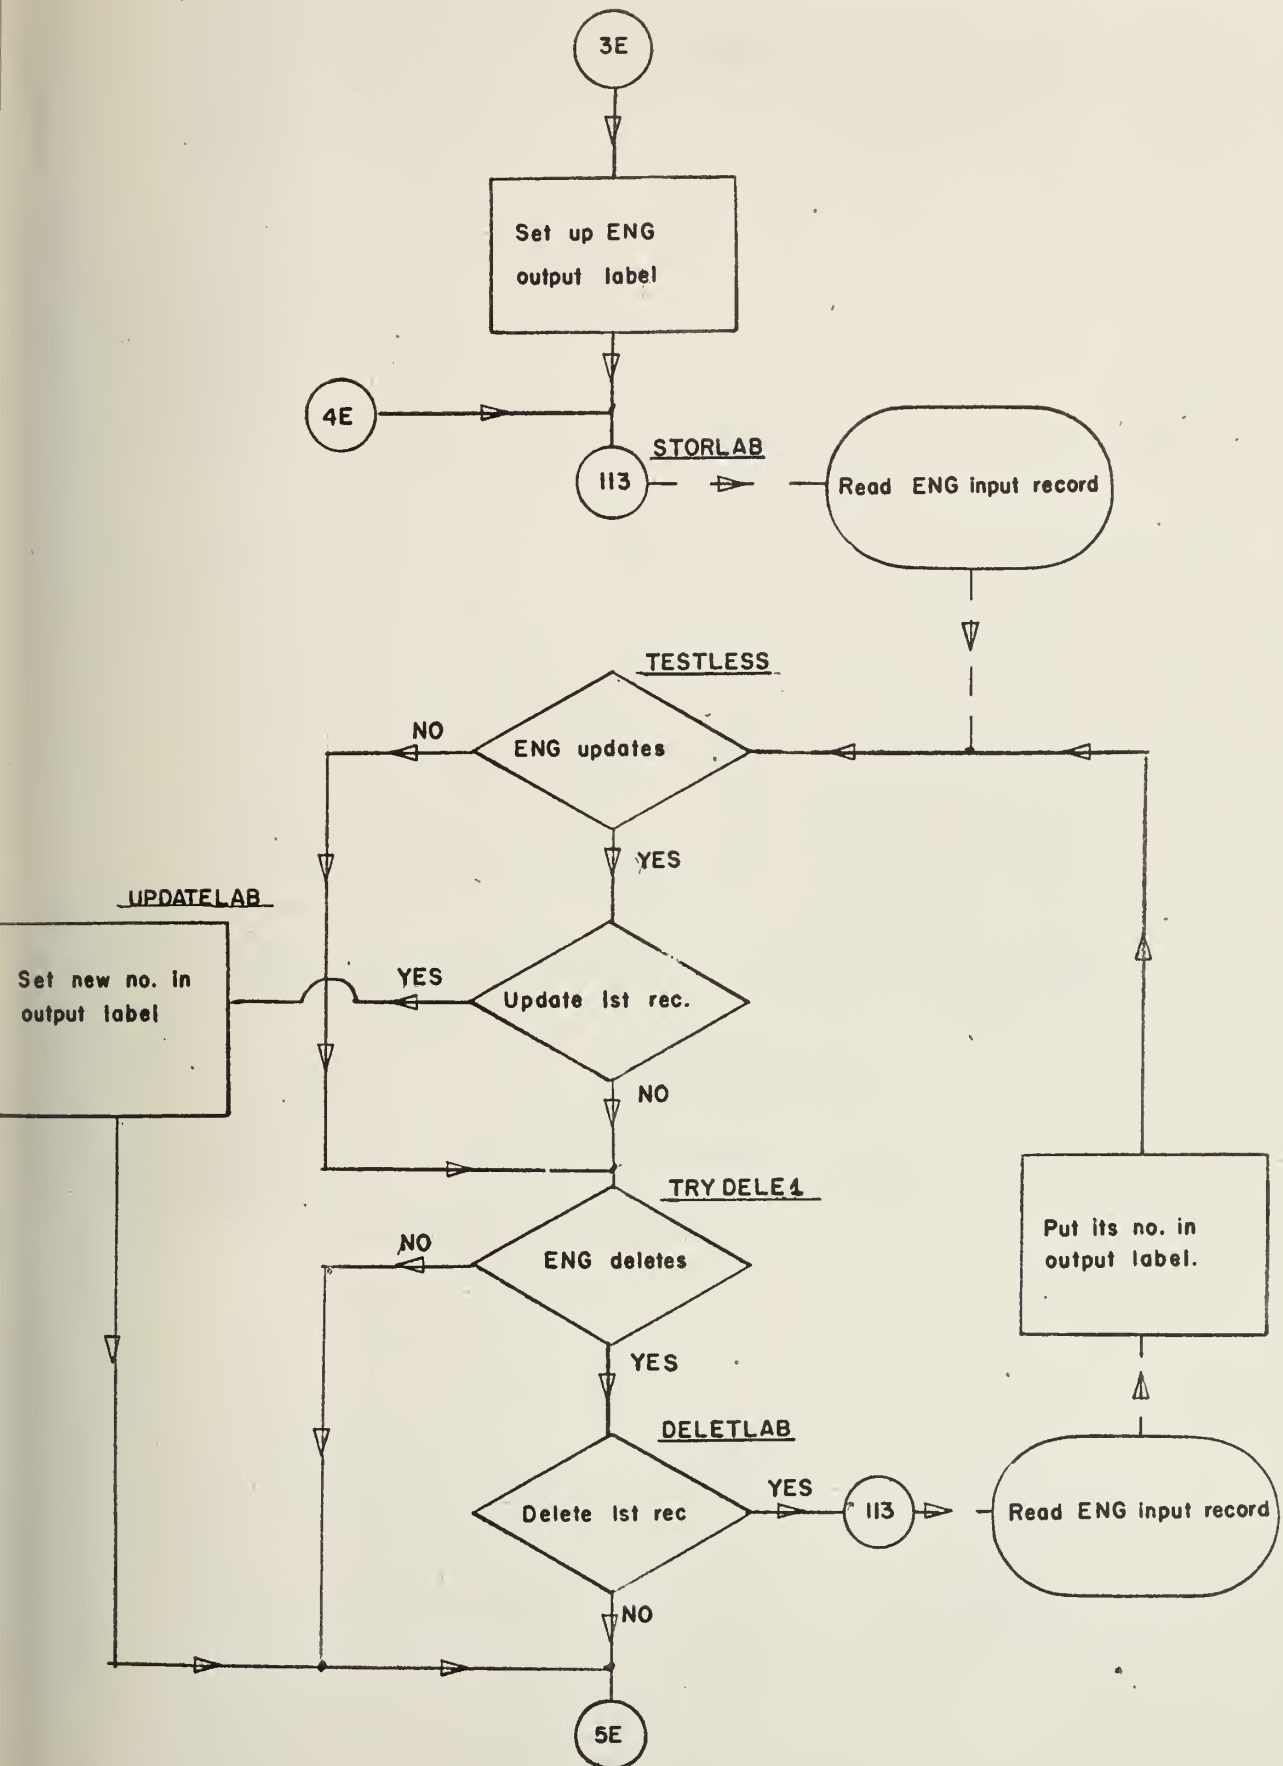 3E
Set up ENG
output label
4E
113
STORLAB
Read ENG input record
TESTLESS
NO
ENG updates
YES
UPDATELAB
Set new no. in
output label
YES
Update 1st rec.
NO
TRY DELE1
NO
ENG deletes
Put its no. in
output label.
YES
DELETLAB
Delete 1st rec
YES
113
Read ENG input record
NO
5E